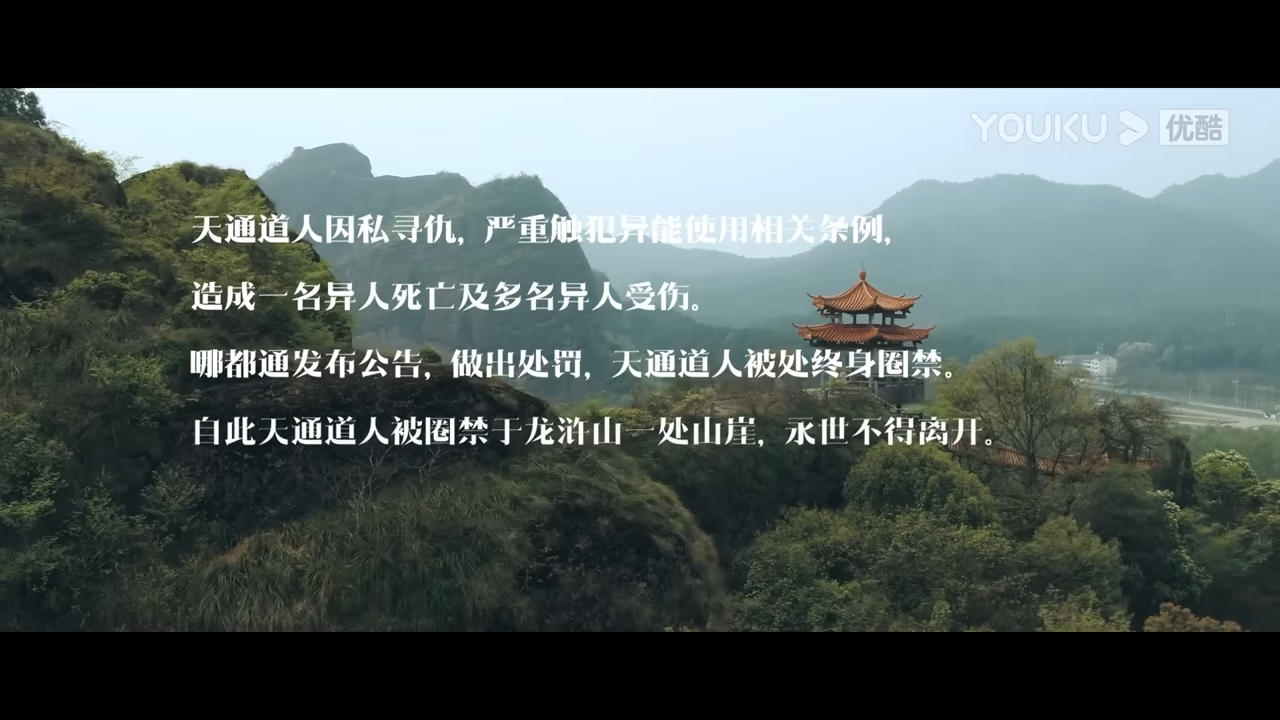 YOUKU 优酷
天通道人因私寻仇，严重触犯异能使用相关条例，
造成一名异人死亡及多名异人受伤。
哪都通发布公告，做出处罚，天通道人被处终身圈禁。
自此天通道人被圈禁于龙浒山一处山崖，永世不得离开。